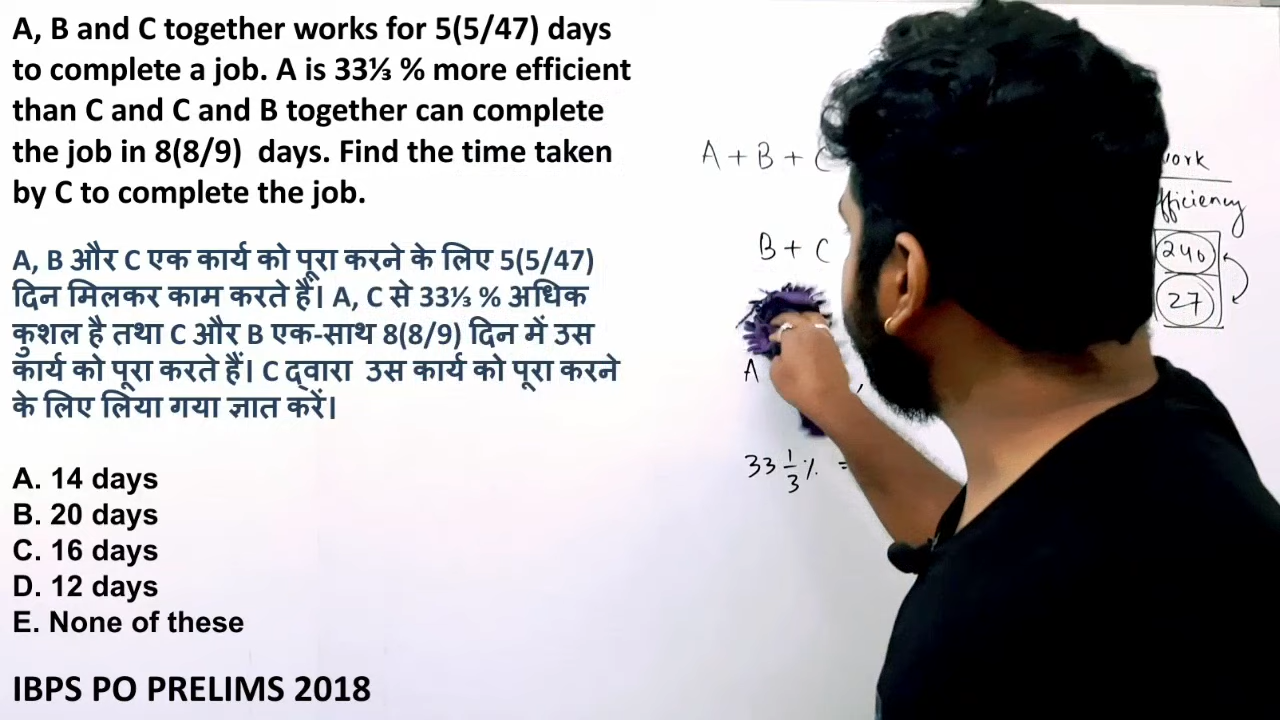 A, B and C together works for 5(5/47) days
to complete a job. A is 33⅓ % more efficient
than C and C and B together can complete
the job in 8(8/9) days. Find the time taken
by C to complete the job.
A, B और C एक कार्य को पूरा करने के लिए 5(5/47)
दिन मिलकर काम करते हैं। A, C से 33⅓ % अधिक
कुशल है तथा C और B एक-साथ 8(8/9) दिन में उस
कार्य को पूरा करते हैं। C द्वारा उस कार्य को पूरा करने
के लिए लिया गया ज्ञात करें।
A. 14 days
B. 20 days
C. 16 days
D. 12 days
E. None of these
IBPS PO PRELIMS 2018
A + B + C
B + C
A
33 1/3 % =
240
27